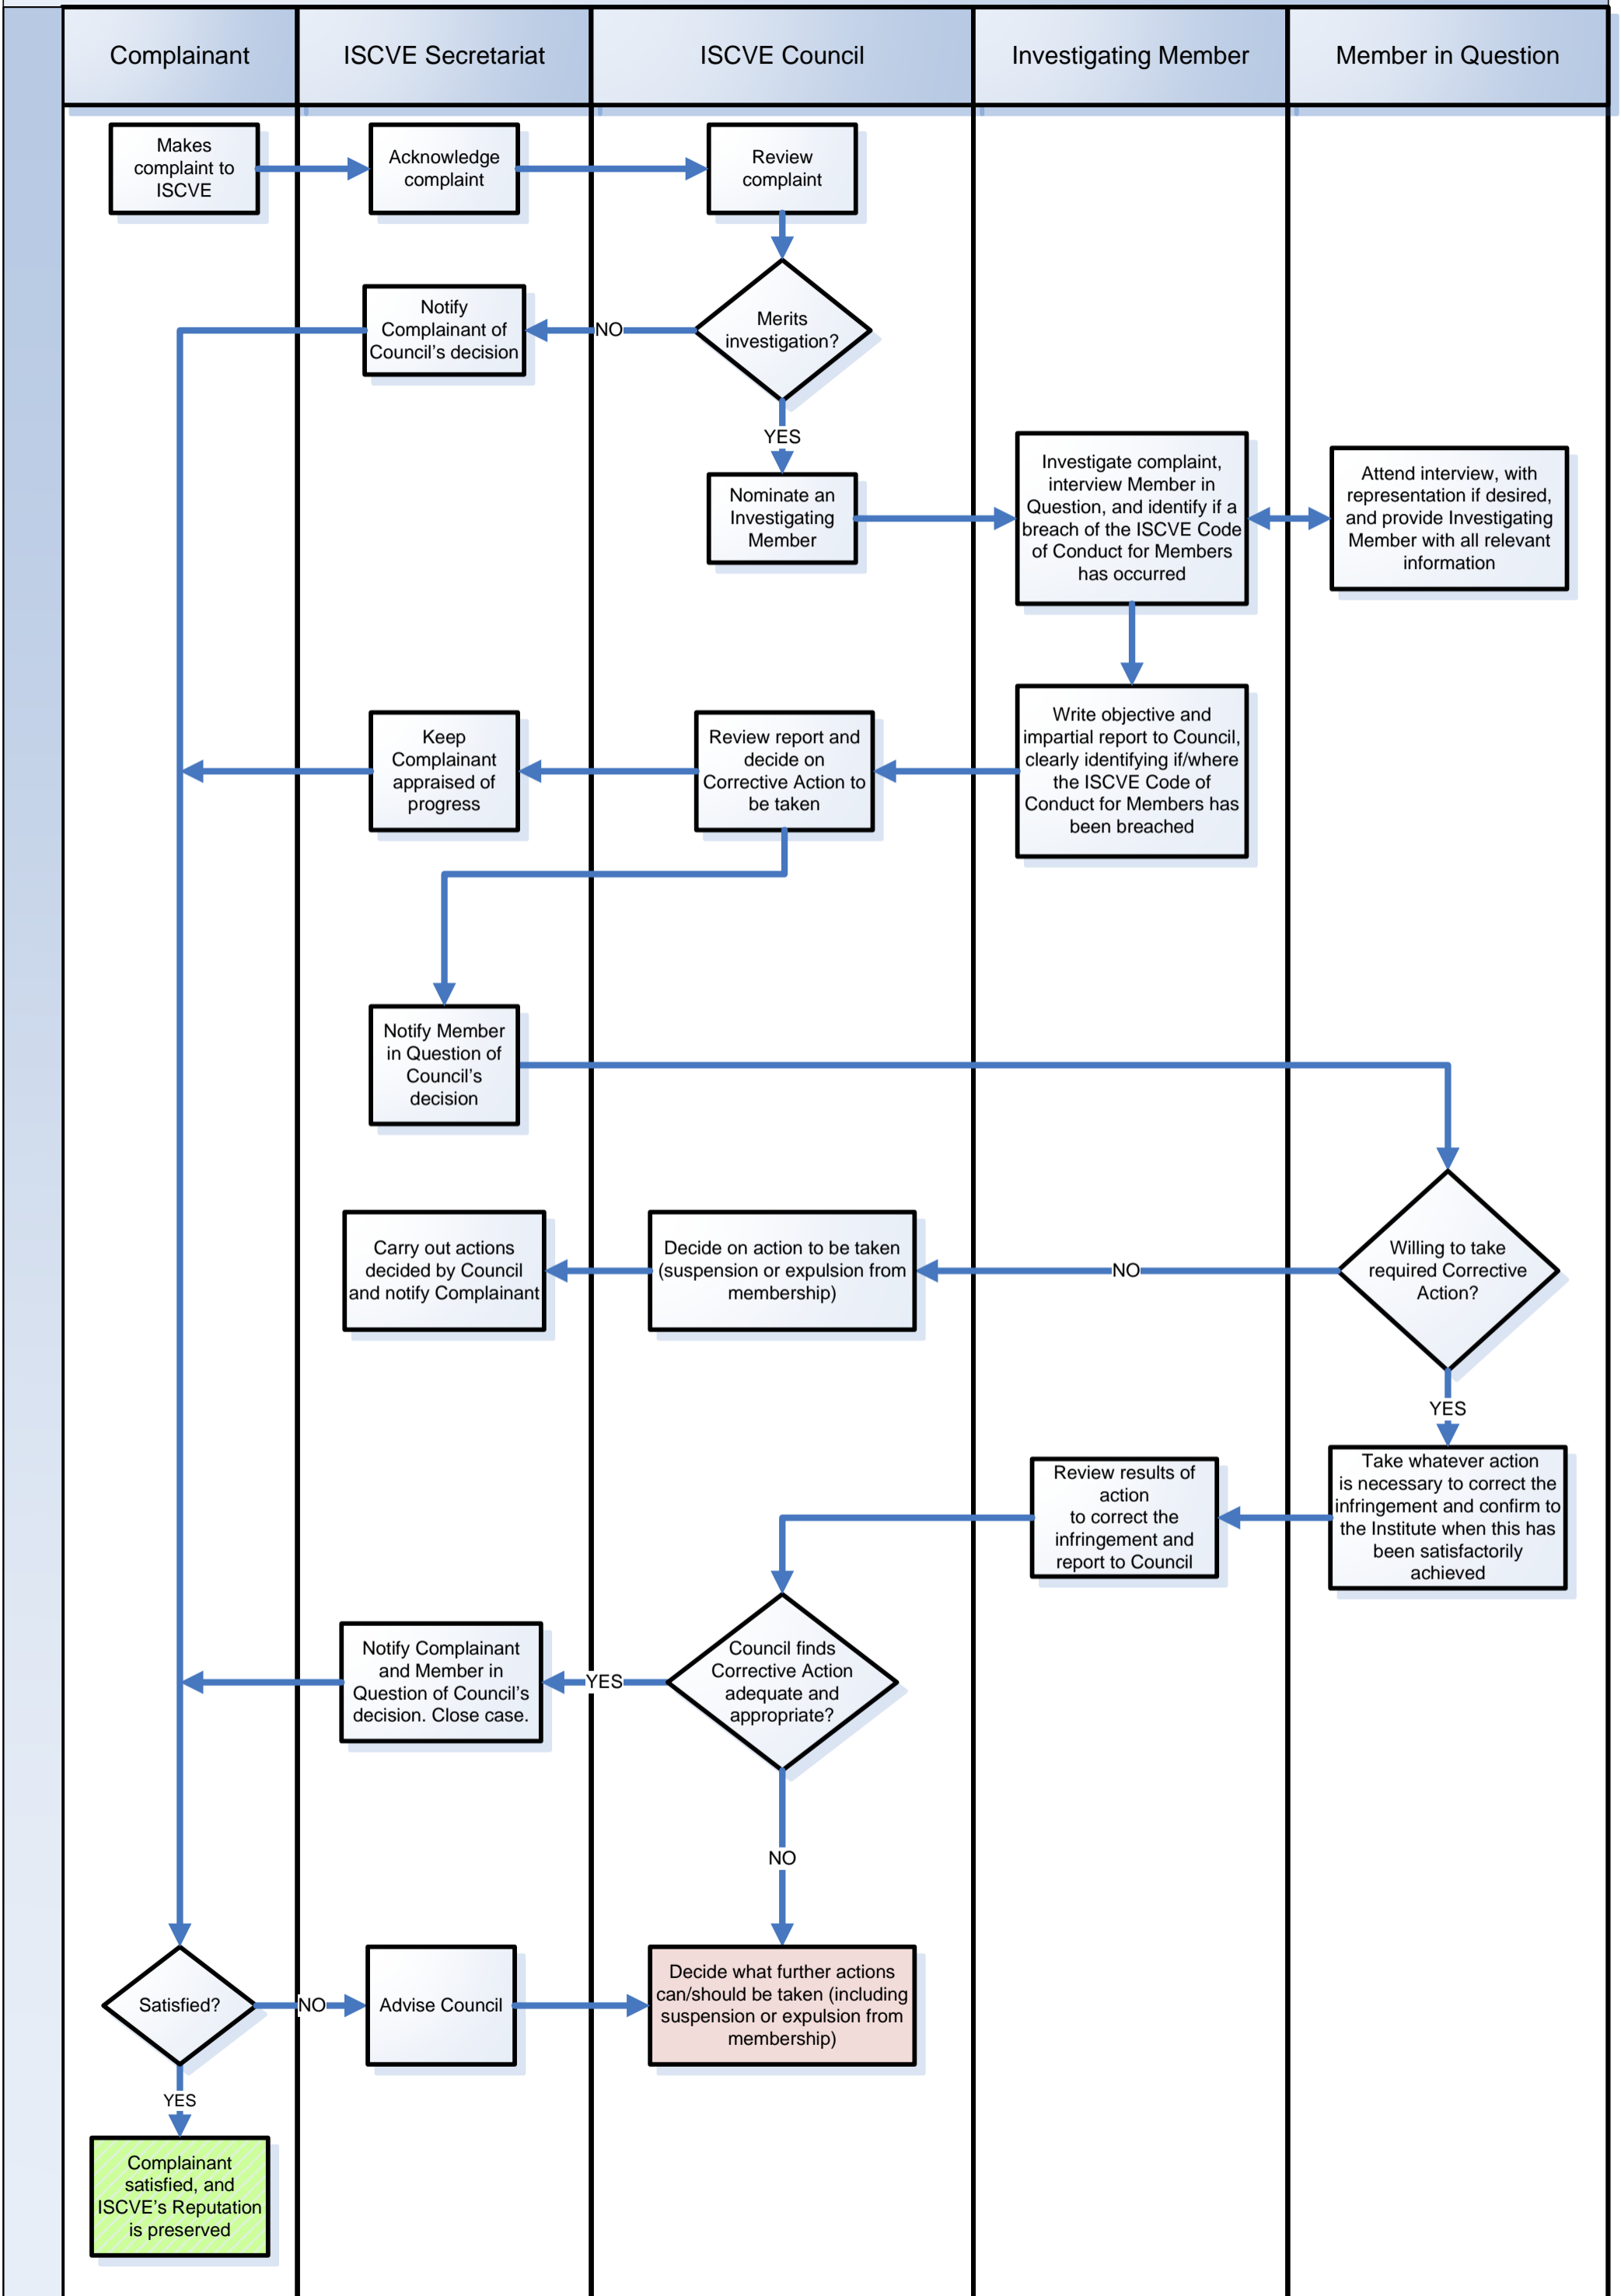 Complainant
ISCVE Secretariat
ISCVE Council
Investigating Member
Member in Question
Makes
complaint to
ISCVE
Acknowledge
complaint
Review
complaint
Notify
Complainant of
Council's decision
NO
Merits
investigation?
YES
Nominate an
Investigating
Member
Investigate complaint,
interview Member in
Question, and identify if a
breach of the ISCVE Code
of Conduct for Members
has occurred
Attend interview, with
representation if desired,
and provide Investigating
Member with all relevant
information
Keep
Complainant
appraised of
progress
Review report and
decide on
Corrective Action to
be taken
Write objective and
impartial report to Council,
clearly identifying if/where
the ISCVE Code of
Conduct for Members has
been breached
Notify Member
in Question of
Council's
decision
Carry out actions
decided by Council
and notify Complainant
Decide on action to be taken
(suspension or expulsion from
membership)
NO
Willing to take
required Corrective
Action?
YES
Review results of
action
to correct the
infringement and
report to Council
Take whatever action
is necessary to correct the
infringement and confirm to
the Institute when this has
been satisfactorily
achieved
Notify Complainant
and Member in
Question of Council's
decision. Close case.
YES
Council finds
Corrective Action
adequate and
appropriate?
NO
Satisfied?
NO
Advise Council
Decide what further actions
can/should be taken (including
suspension or expulsion from
membership)
YES
Complainant
satisfied, and
ISCVE's Reputation
is preserved